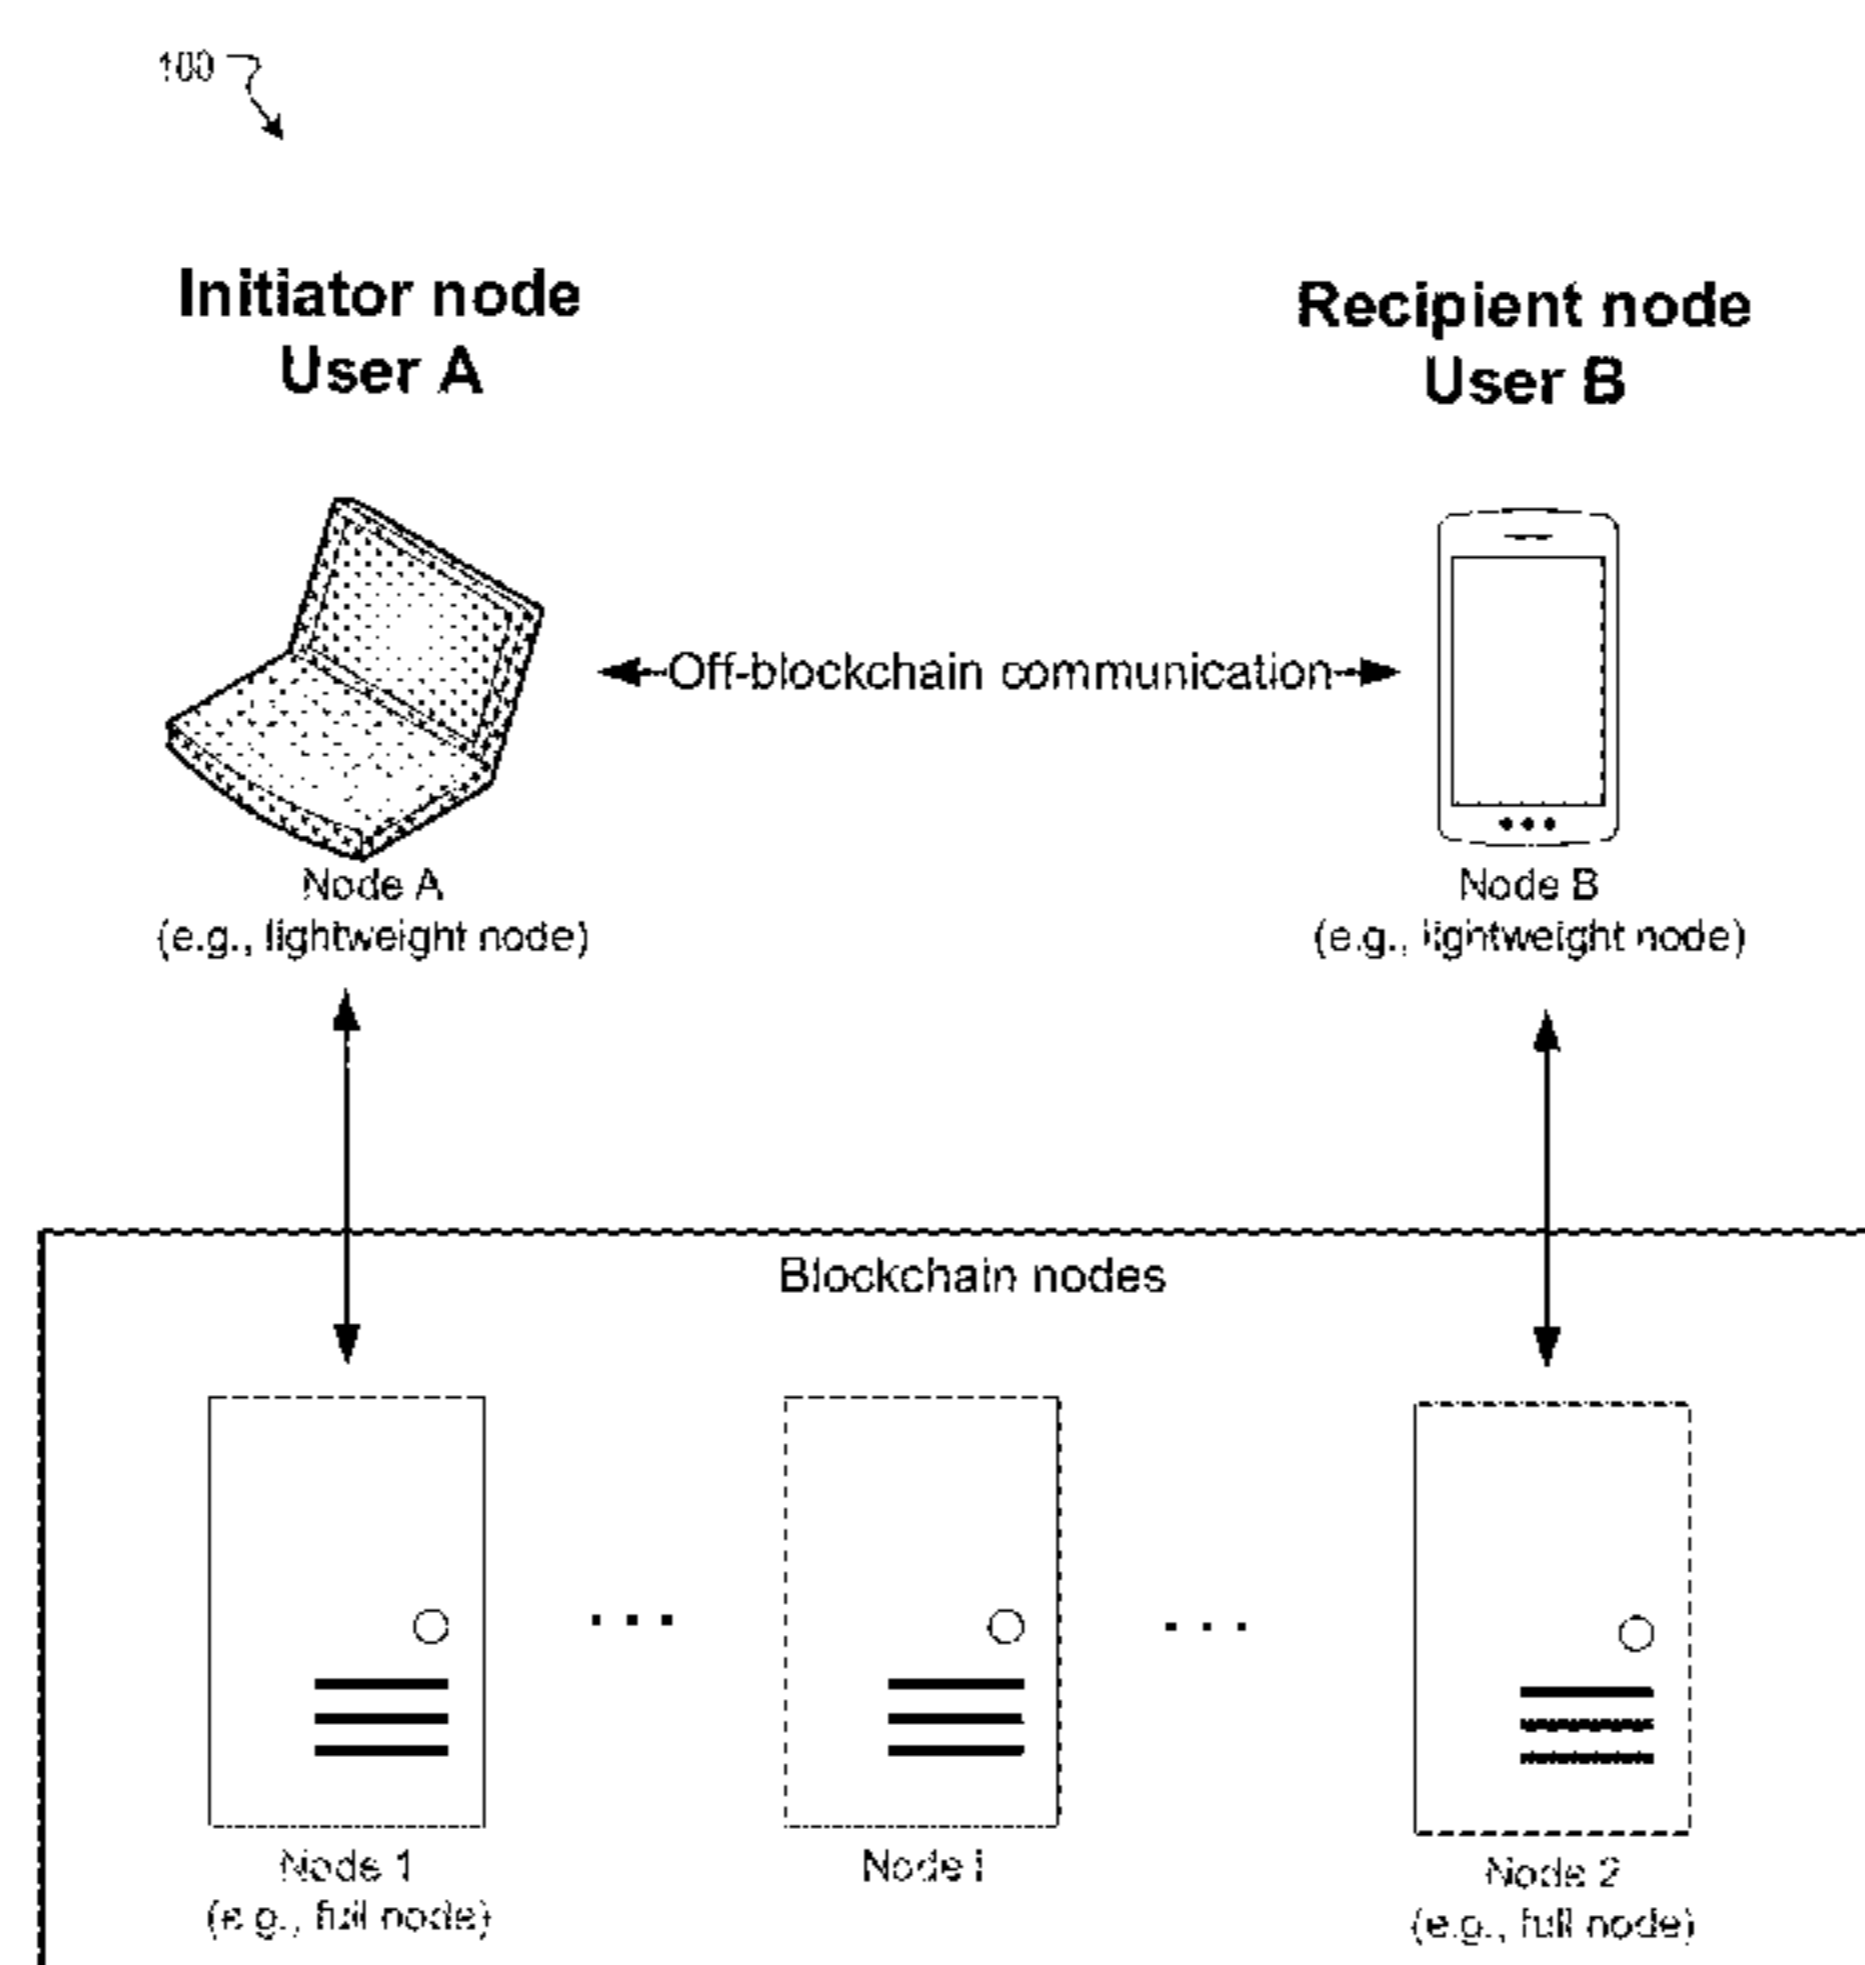 100
Initiator node
User A
Recipient node
User B
Off-blockchain communication
Node A
(e.g., lightweight node)
Node B
(e.g., lightweight node)
Blockchain nodes
Node 1
(e.g., full node)
Node i
Node 2
(e.g., full node)